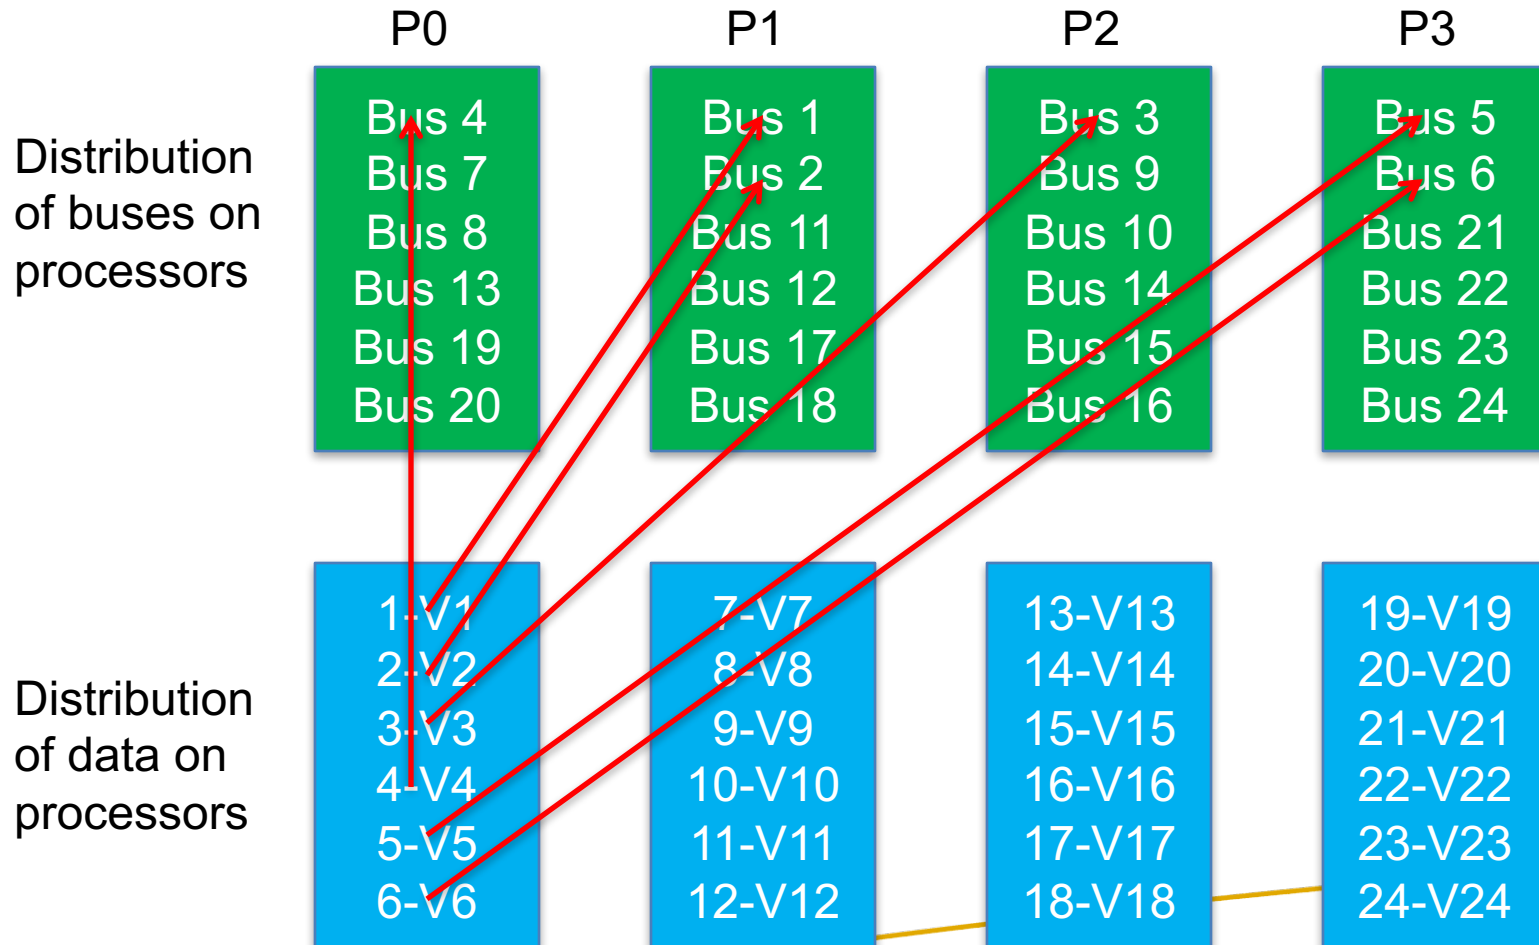 P0
P1
P2
P3
Distribution
of buses on
processors
Bus 4
Bus 7
Bus 8
Bus 13
Bus 19
Bus 20
Bus 1
Bus 2
Bus 11
Bus 12
Bus 17
Bus 18
Bus 3
Bus 9
Bus 10
Bus 14
Bus 15
Bus 16
Bus 5
Bus 6
Bus 21
Bus 22
Bus 23
Bus 24
Distribution
of data on
processors
1-V1
2-V2
3-V3
4-V4
5-V5
6-V6
7-V7
8-V8
9-V9
10-V10
11-V11
12-V12
13-V13
14-V14
15-V15
16-V16
17-V17
18-V18
19-V19
20-V20
21-V21
22-V22
23-V23
24-V24